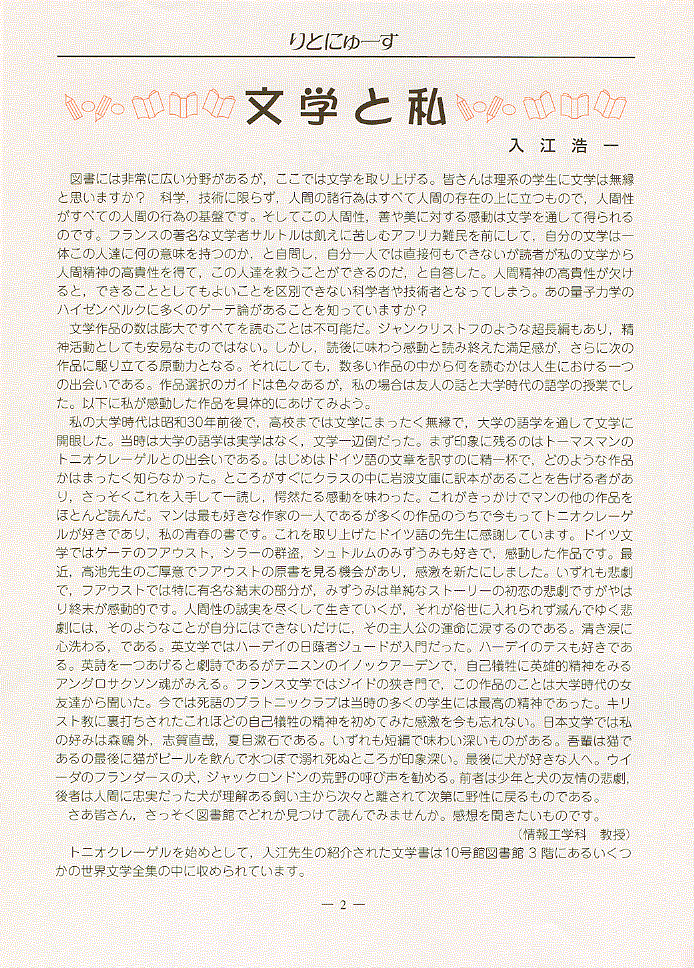 りとにゅーす
文学と私
入江浩一
図書には非常に広い分野があるが，ここでは文学を取り上げる。皆さんは理系の学生に文学は無縁
と思いますか？　科学，技術に限らず，人間の諸行為はすべて人間の存在の上に立つもので，人間性
がすべての人間の行為の基盤です。そしてこの人間性，善や美に対する感動は文学を通して得られる
のです。フランスの著名な文学者サルトルは飢えに苦しむアフリカ難民を前にして，自分の文学は一
体この人達に何の意味を持つのか，と自問し，自分一人では直接何もできないが読者が私の文学から
人間精神の高貴性を得て，この人達を救うことができるのだ，と自答した。人間精神の高貴性が欠け
ると，できることとしてもよいことを区別できない科学者や技術者となってしまう。あの量子力学の
ハイゼンベルクに多くのゲーテ論があることを知っていますか？
文学作品の数は膨大ですべてを読むことは不可能だ。ジャンクリストフのような超長編もあり，精
神活動としても安易なものではない。しかし，読後に味わう感動と読み終えた満足感が，さらに次の
作品に駆り立てる原動力となる。それにしても，数多い作品の中から何を読むかは人生における一つ
の出会いである。作品選択のガイドは色々あるが，私の場合は友人の話と大学時代の語学の授業でし
た。以下に私が感動した作品を具体的にあげてみよう。
私の大学時代は昭和30年前後で，高校までは文学にまったく無縁で，大学の語学を通して文学に
開眼した。当時は大学の語学は実学はなく，文学一辺倒だった。まず印象に残るのはトーマスマンの
トニオクレーゲルとの出会いである。はじめはドイツ語の文章を訳すのに精一杯で，どのような作品
かはまったく知らなかった。ところがすぐにクラスの中に岩波文庫に訳本があることを告げる者があ
り，さっそくこれを入手して一読し，愕然たる感動を味わった。これがきっかけでマンの他の作品を
ほとんど読んだ。マンは最も好きな作家の一人であるが多くの作品のうちで今もってトニオクレーゲ
ルが好きであり，私の青春の書です。これを取り上げたドイツ語の先生に感謝しています。ドイツ文
学ではゲーテのフアウスト，シラーの群盗，シュトルムのみずうみも好きで，感動した作品です。最
近，高池先生のご厚意でフアウストの原書を見る機会があり，感激を新たにしました。いずれも悲劇
で，フアウストでは特に有名な結末の部分が，みずうみは単純なストーリーの初恋の悲劇ですがやは
り終末が感動的です。人間性の誠実を尽くして生きていくが，それが俗世に入れられず滅んでゆく悲
劇には，そのようなことが自分にはできないだけに，その主人公の運命に涙するのである。清き涙に
心洗わる，である。英文学ではハーデイの日蔭者ジュードが入門だった。ハーデイのテスも好きであ
る。英詩を一つあげると劇詩であるがテニスンのイノックアーデンで，自己犠牲に英雄的精神をみる
アングロサクソン魂がみえる。フランス文学ではジイドの狭き門で，この作品のことは大学時代の女
友達から聞いた。今では死語のプラトニックラブは当時の多くの学生には最高の精神であった。キリ
スト教に裏打ちされたこれほどの自己犠牲の精神を初めてみた感激を今も忘れない。日本文学では私
の好みは森鴎外，志賀直哉，夏目漱石である。いずれも短編で味わい深いものがある。吾輩は猫で
あるの最後に猫がビールを飲んで水つぼで溺れ死ぬところが印象深い。最後に犬が好きな人へ。ウイ
ーダのフランダースの犬，ジャックロンドンの荒野の呼び声を勧める。前者は少年と犬の友情の悲劇，
後者は人間に忠実だった犬が理解ある飼い主から次々と離されて次第に野性に戻るものである。
さあ皆さん，さっそく図書館でどれか見つけて読んでみませんか。感想を聞きたいものです。
（情報工学科　教授）
トニオクレーゲルを始めとして，入江先生の紹介された文学書は10号館図書館３階にあるいくつ
かの世界文学全集の中に収められています。
— 2 —